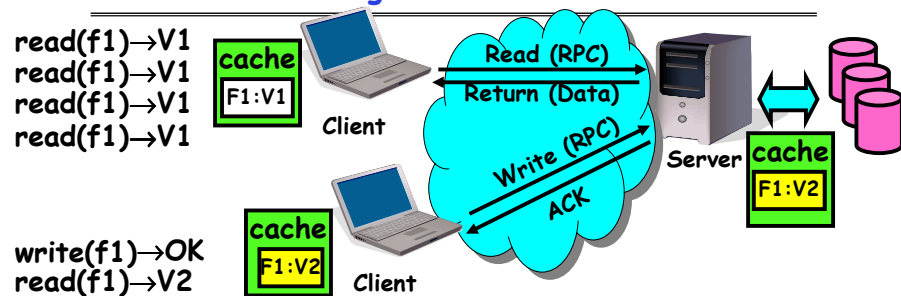 read(f1)→V1
read(f1)→V1
read(f1)→V1
read(f1)→V1
cache
F1:V1
Client
Read (RPC)
Return (Data)
Write (RPC)
ACK
Server
cache
F1:V2
write(f1)→OK
read(f1)→V2
cache
F1:V2
Client